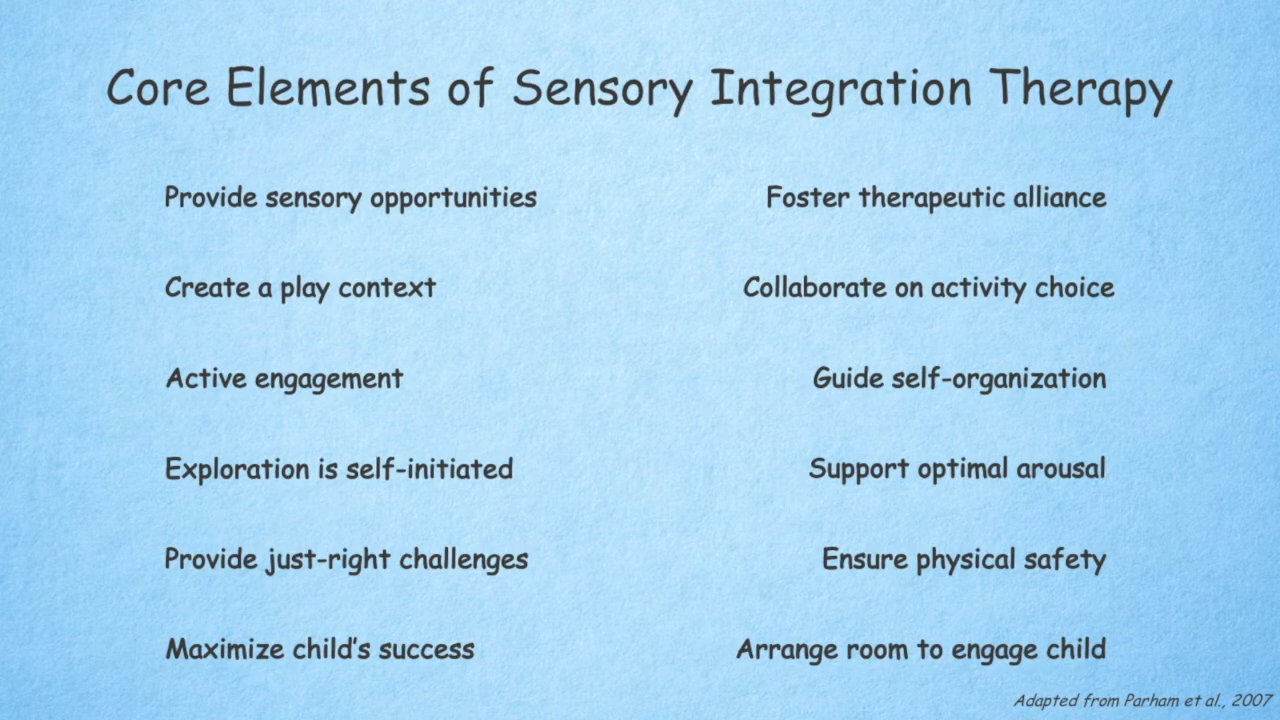 Core Elements of Sensory Integration Therapy
Provide sensory opportunities
Foster therapeutic alliance
Create a play context
Collaborate on activity choice
Active engagement
Guide self-organization
Exploration is self-initiated
Support optimal arousal
Provide just-right challenges
Ensure physical safety
Maximize child's success
Arrange room to engage child
Adapted from Parham et al., 2007